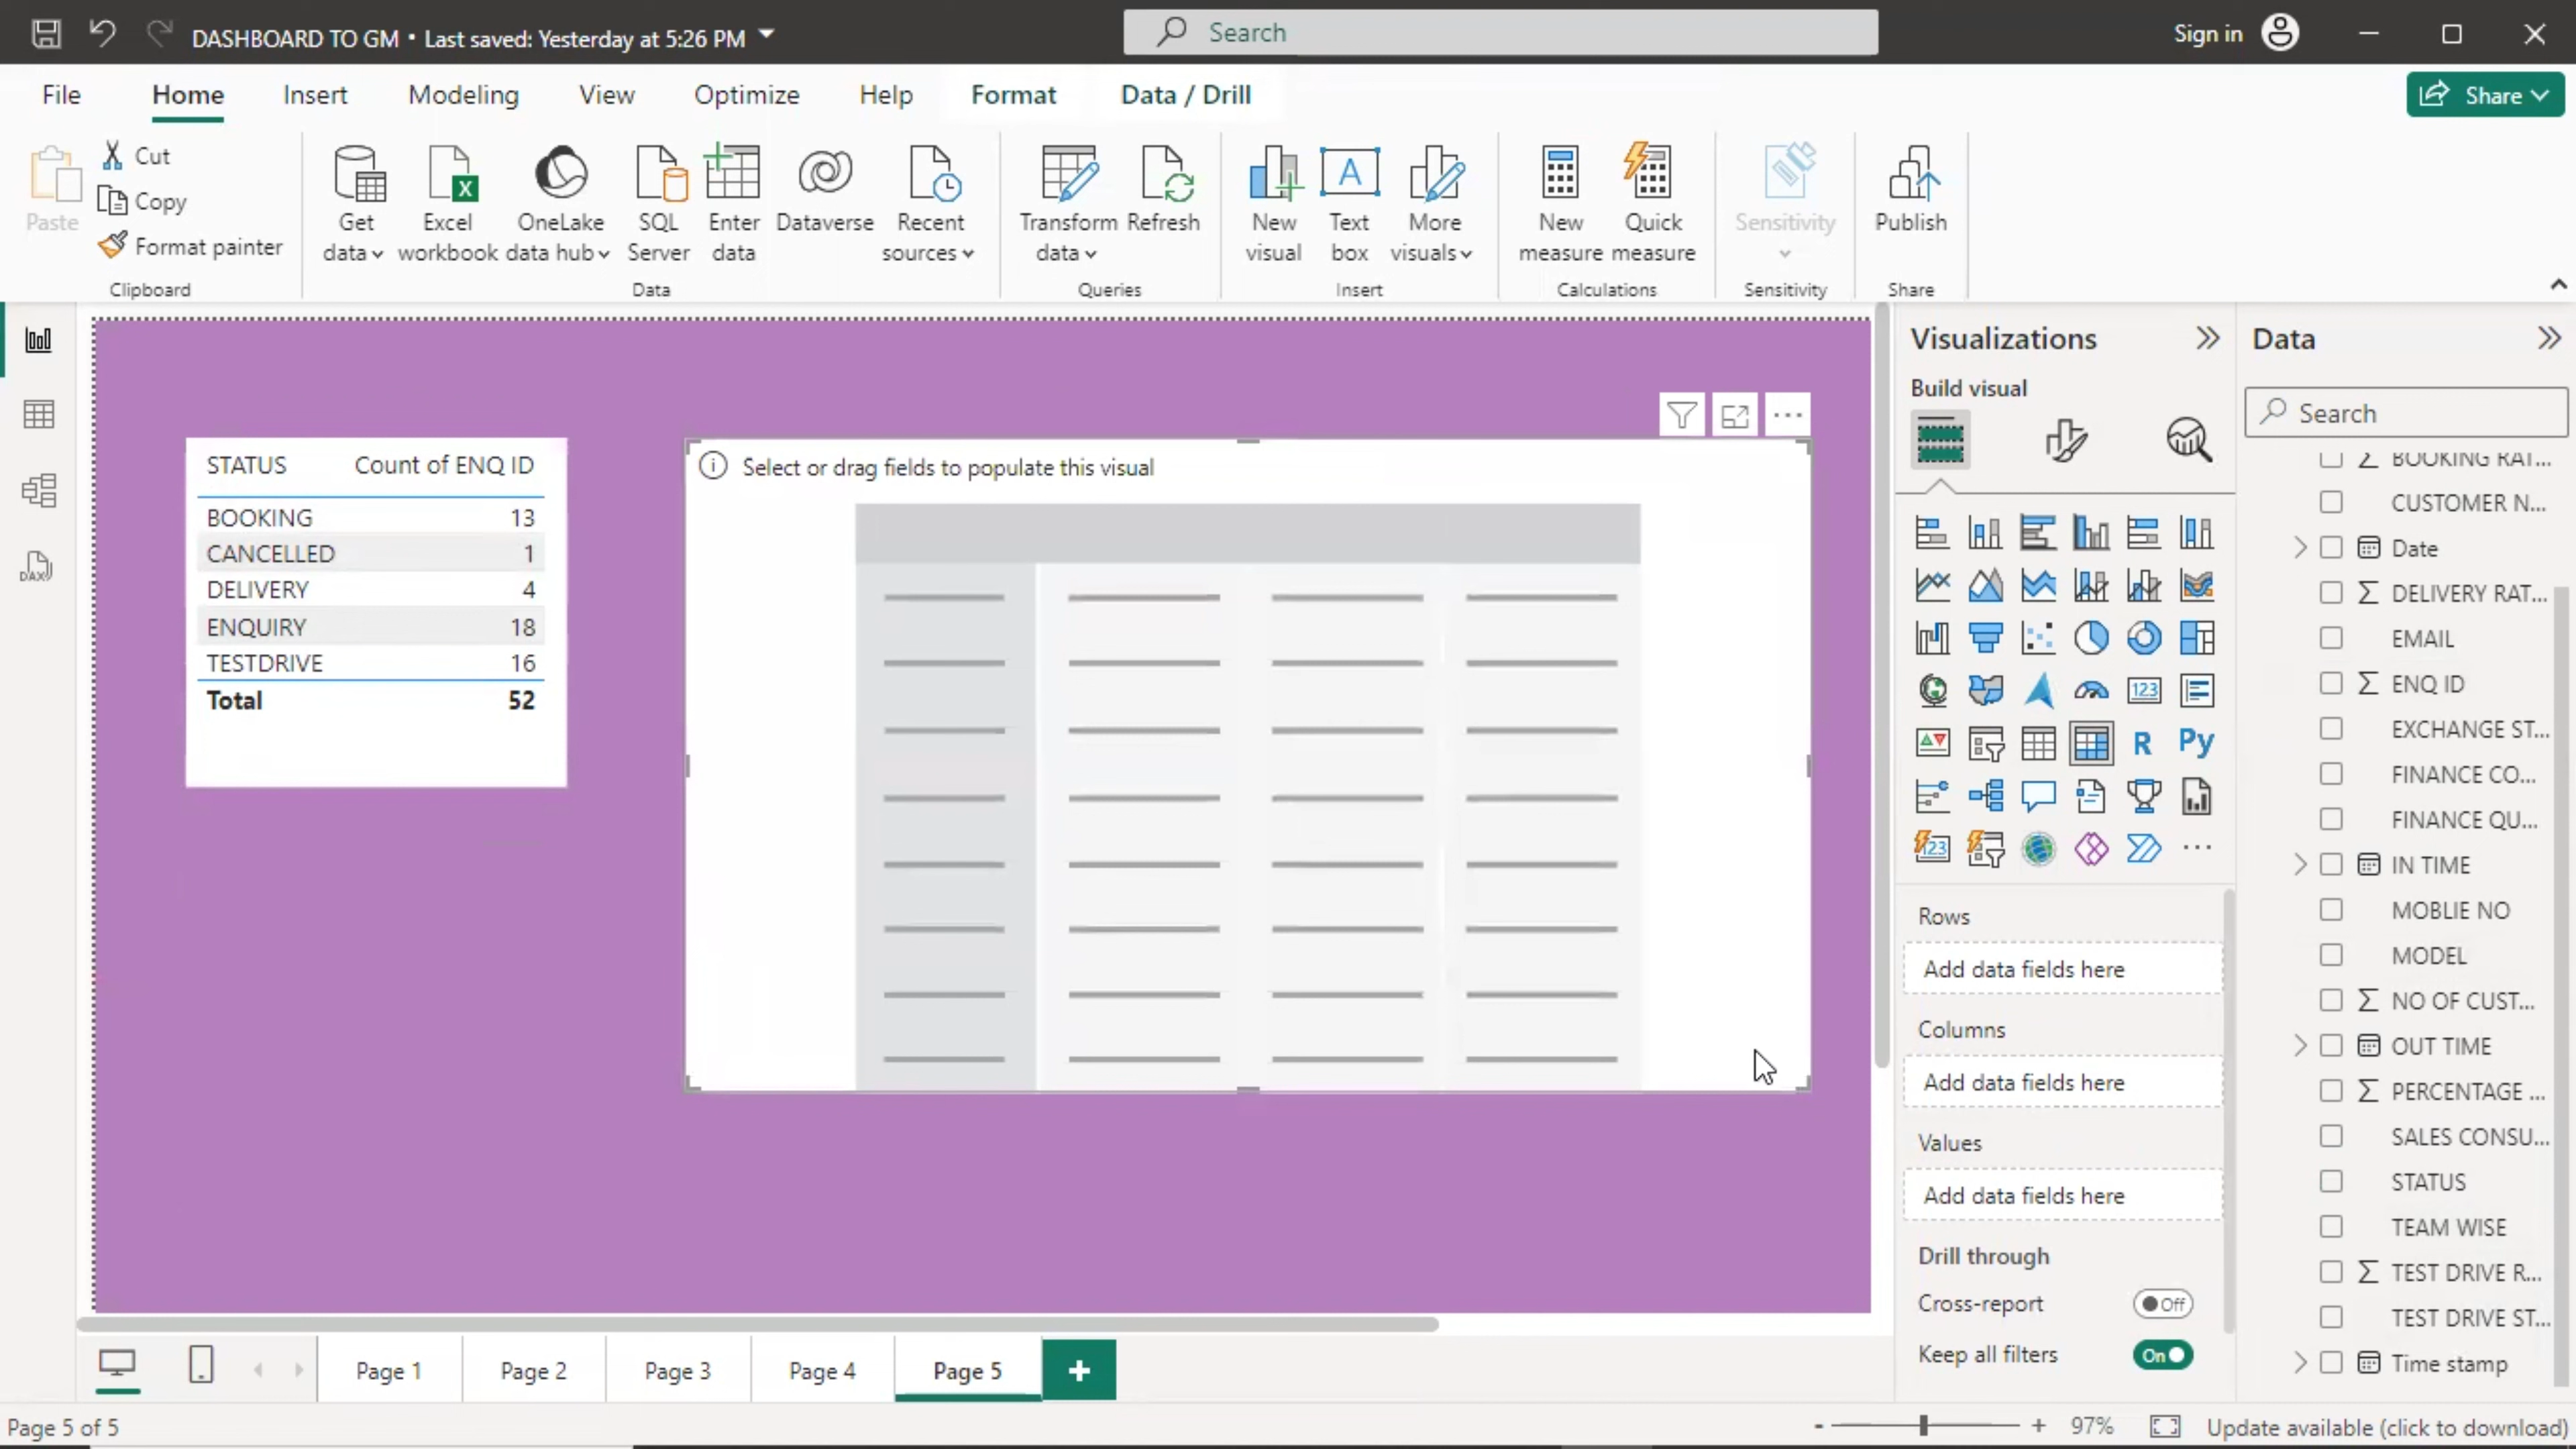 DASHBOARD TO GM • Last saved: Yesterday at 5:26 PM
Search
Sign in
File
Home
Insert
Modeling
View
Optimize
Help
Format
Data / Drill
Share
Paste
Cut
Copy
Format painter
Clipboard
Get data
Excel workbook
OneLake data hub
SQL Server
Enter data
Dataverse
Recent sources
Data
Transform data
Refresh
Queries
New visual
Text box
More visuals
Insert
New measure
Quick measure
Calculations
Sensitivity
Sensitivity
Publish
Share
STATUS Count of ENQ ID
BOOKING 13
CANCELLED 1
DELIVERY 4
ENQUIRY 18
TESTDRIVE 16
Total 52
Select or drag fields to populate this visual
DAX
Visualizations
Build visual
123
R
Py
123
Rows
Add data fields here
Columns
Add data fields here
Values
Add data fields here
Drill through
Cross-report
Off
Keep all filters
On
Data
Search
BOOKING RAT...
CUSTOMER N...
Date
DELIVERY RAT...
EMAIL
ENQ ID
EXCHANGE ST...
FINANCE CO...
FINANCE QU...
IN TIME
MOBLIE NO
MODEL
NO OF CUST...
OUT TIME
PERCENTAGE ...
SALES CONSU...
STATUS
TEAM WISE
TEST DRIVE R...
TEST DRIVE ST...
Time stamp
Page 1
Page 2
Page 3
Page 4
Page 5
Page 5 of 5
- + 97%
Update available (click to download)